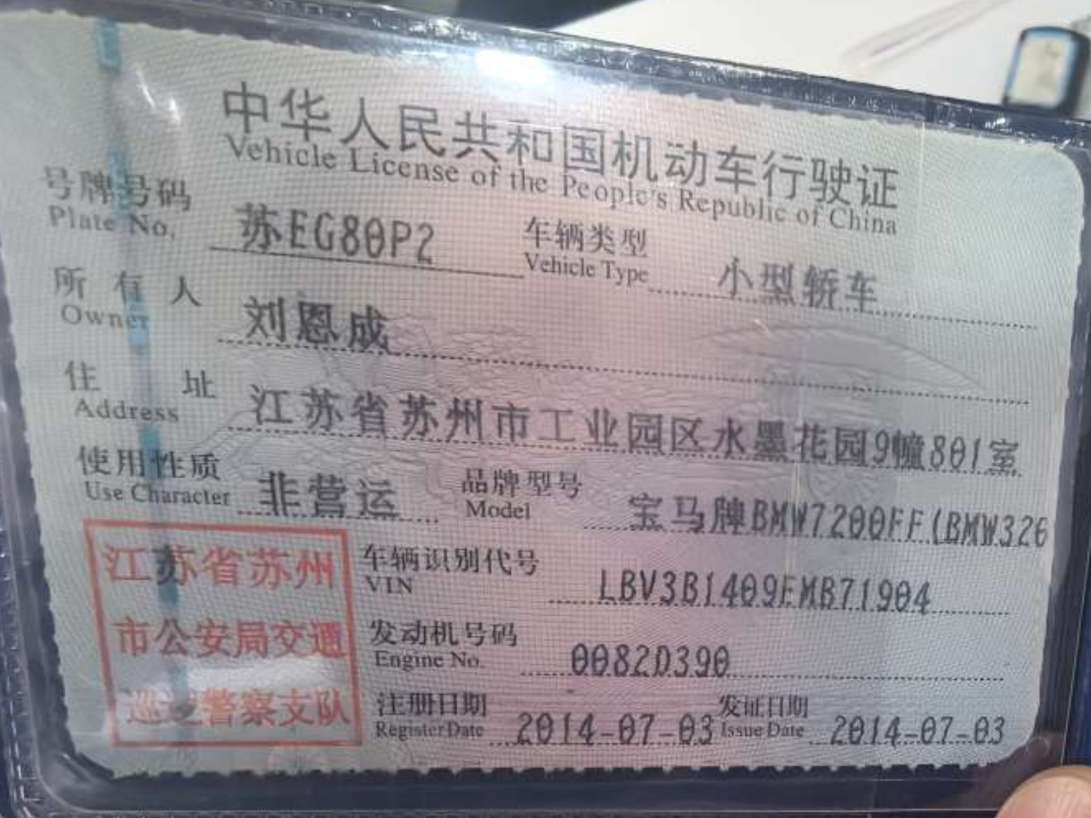 中华人民共和国机动车行驶证
Vehicle License of the People's Republic of China
号牌号码 苏EG80P2 车辆类型 小型轿车
Plate No. Vehicle Type
所有人 刘恩成
Owner
住址 江苏省苏州市工业园区水墨花园9幢801室
Address
使用性质 非营运 品牌型号 宝马牌BMW7200FF(BMW320
Use Character Model
江苏省苏州
市公安局交通
巡逻警察支队
车辆识别代号 LBV3B1409EMB71904
VIN
发动机号码 0082D390
Engine No.
注册日期 2014-07-03 发证日期 2014-07-03
Register Date Issue Date